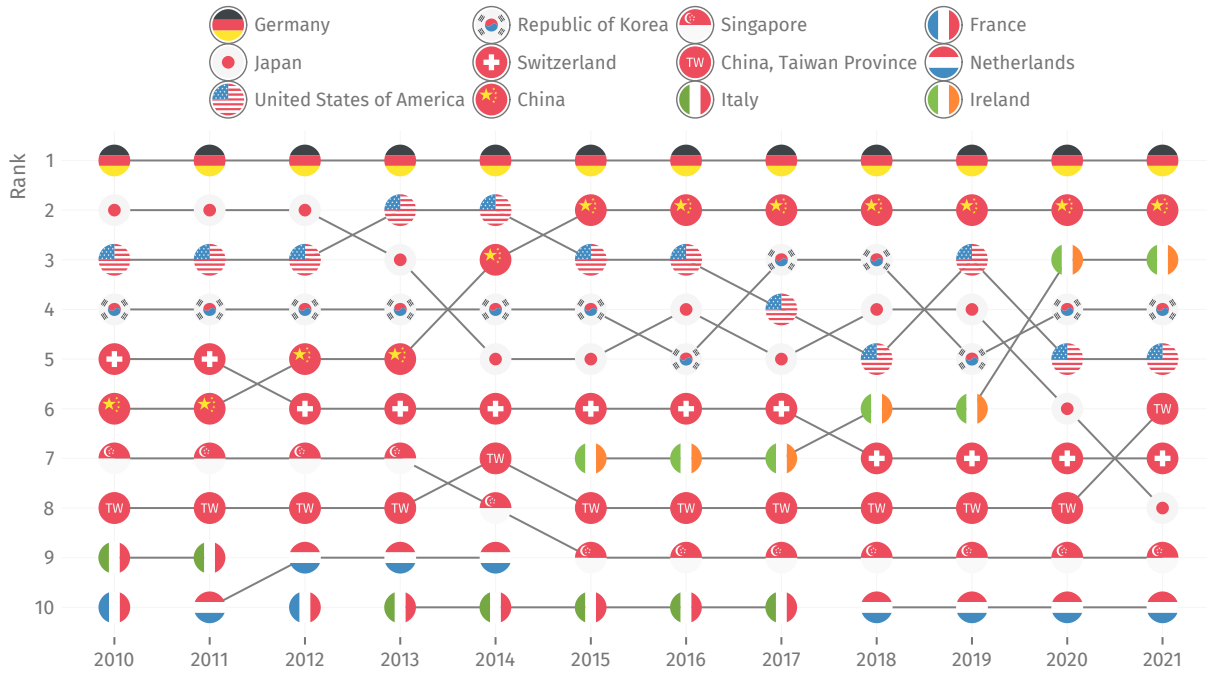 Germany Republic of Korea Singapore France
Japan Switzerland TW China, Taiwan Province Netherlands
United States of America China Italy Ireland
Rank
1
2
3
4
5
6 TW
7 TW
8 TW TW TW TW TW TW TW TW TW TW
9
10
2010 2011 2012 2013 2014 2015 2016 2017 2018 2019 2020 2021